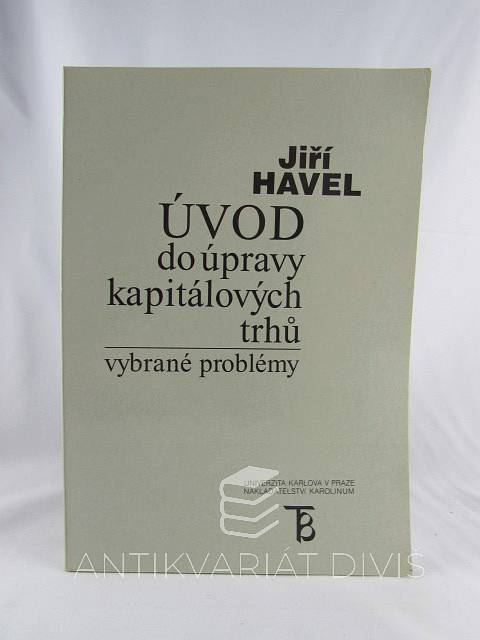 Jiří
HAVEL
ÚVOD
do úpravy
kapitálových
trhů
vybrané problémy
UNIVERZITA KARLOVA V PRAZE
NAKLADATELSTVÍ KAROLINUM
ANTIKVARIÁT DIVIŠ